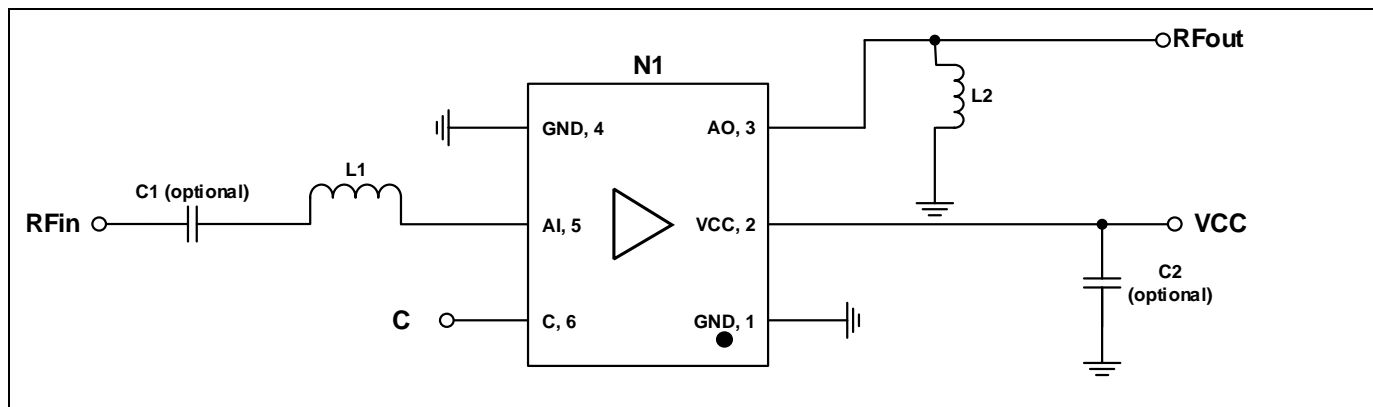 RFout
N1
L2
GND, 4
AO, 3
L1
C1 (optional)
RFin
AI, 5
VCC, 2
VCC
C2
(optional)
C
C, 6
GND, 1